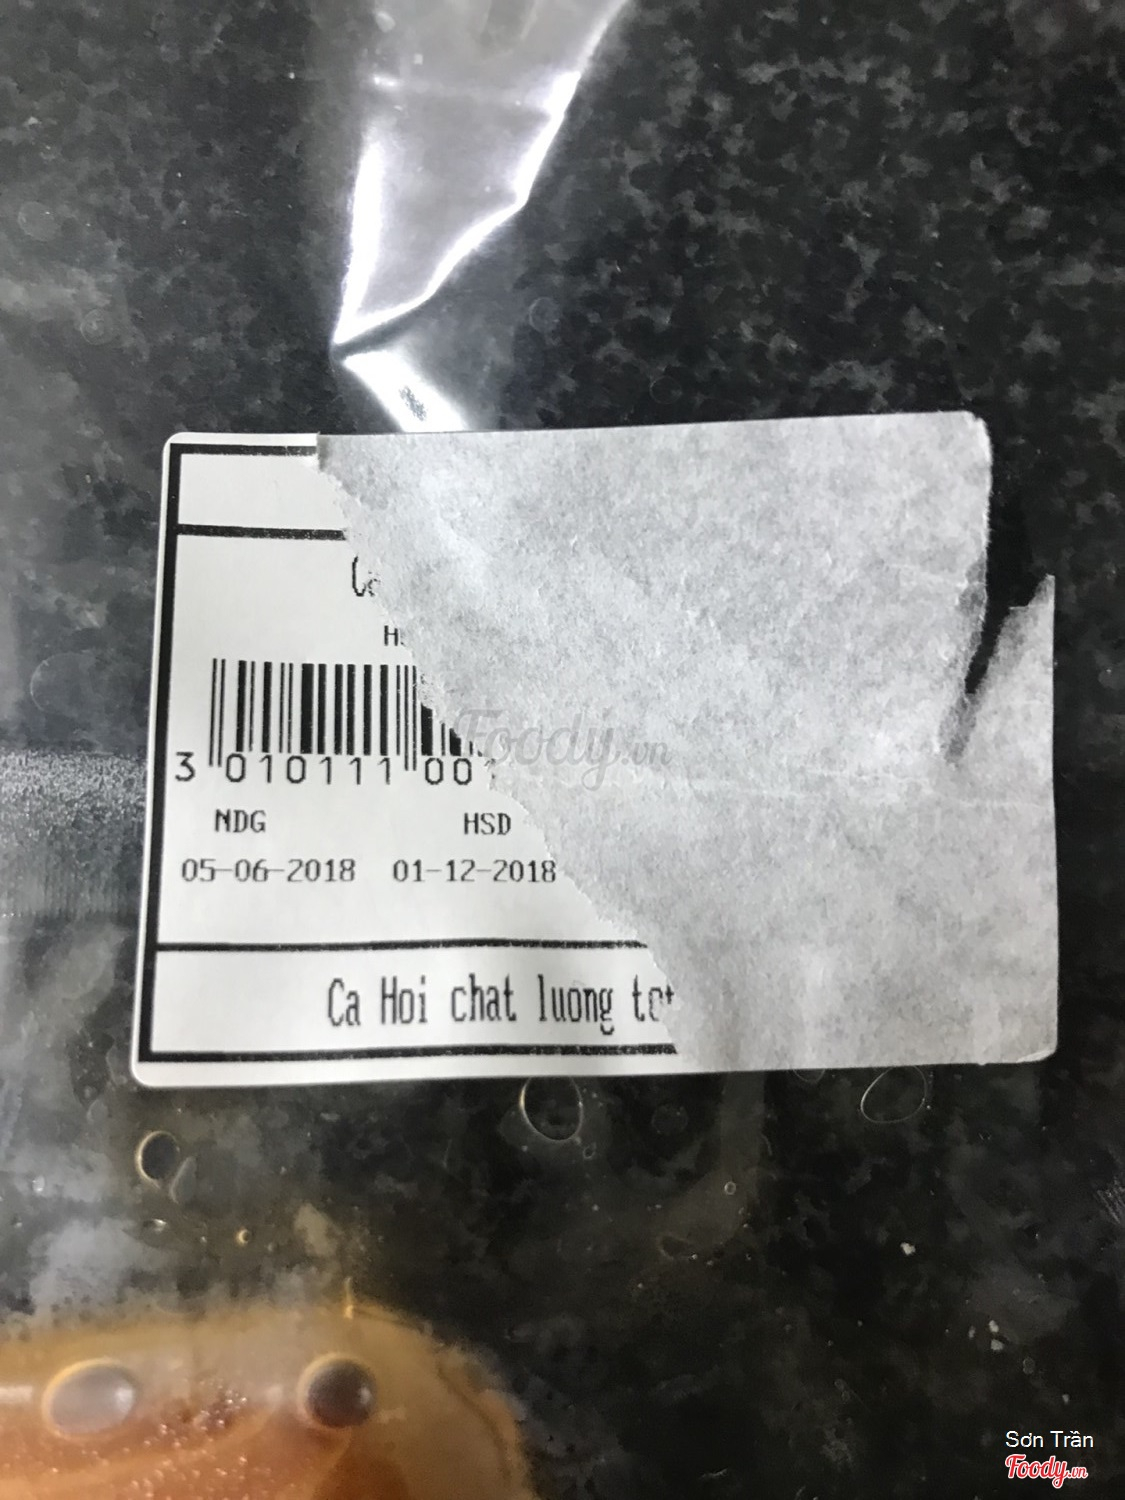 3 010111 00
NDG HSD
05-06-2018 01-12-2018
Ca Hoi chat luong tot
Foody.vn
Sơn Trần
Foody.vn